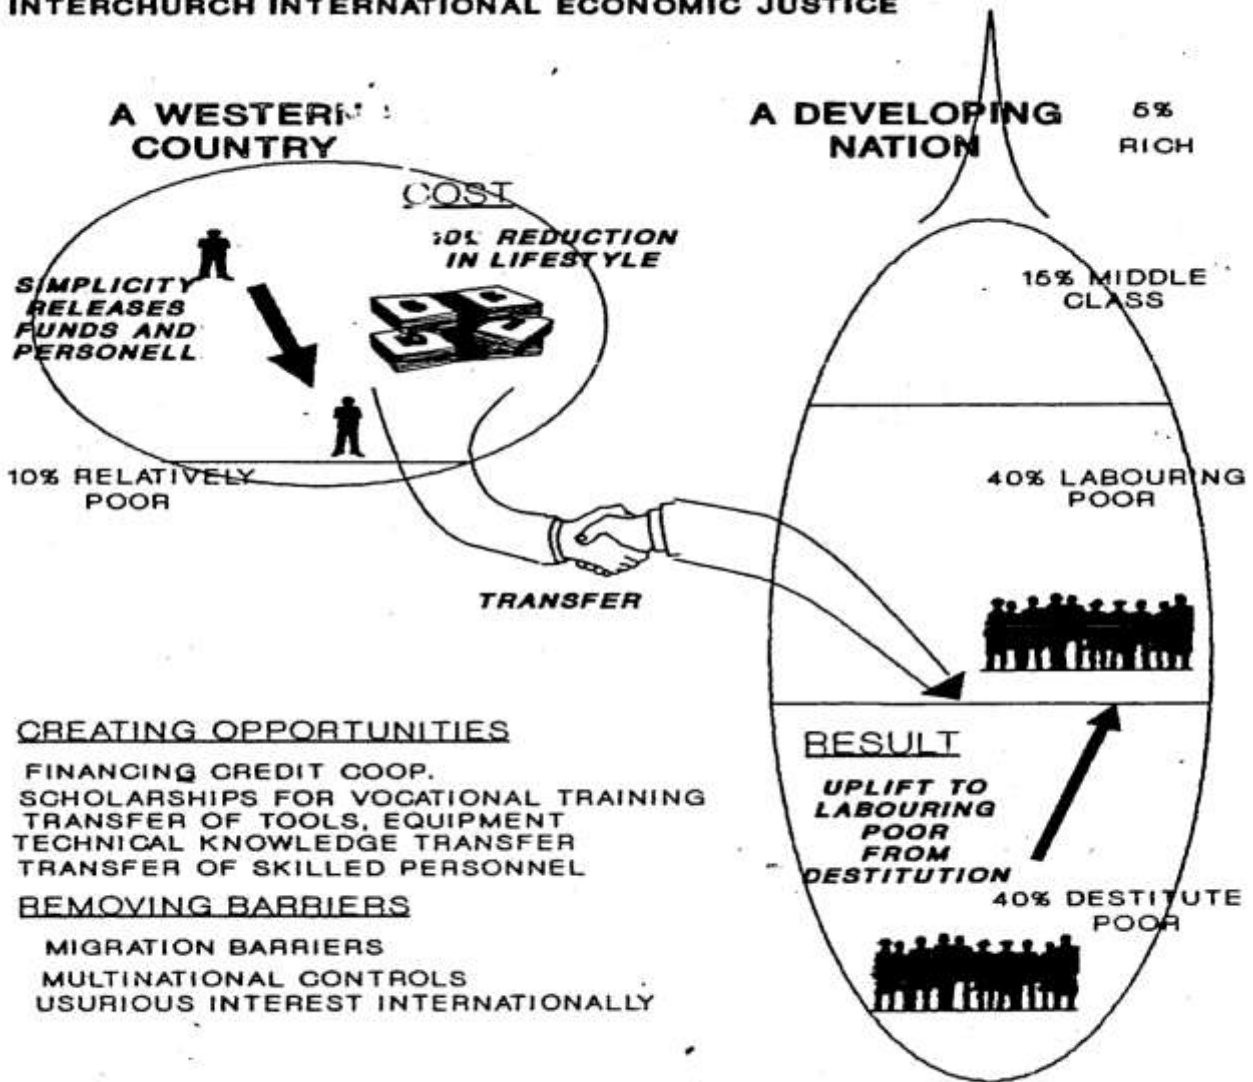 INTERCHURCH INTERNATIONAL ECONOMIC JUSTICE
A WESTERN
COUNTRY
COST
REDUCTION
IN LIFESTYLE
SIMPLICITY
RELEASES
FUNDS AND
PERSONELL
10% RELATIVELY
POOR
TRANSFER
A DEVELOPING
NATION
5%
RICH
15% MIDDLE
CLASS
40% LABOURING
POOR
RESULT
UPLIFT TO
LABOURING
POOR
FROM
DESTITUTION
40% DESTITUTE
POOR
CREATING OPPORTUNITIES
FINANCING CREDIT COOP.
SCHOLARSHIPS FOR VOCATIONAL TRAINING
TRANSFER OF TOOLS, EQUIPMENT
TECHNICAL KNOWLEDGE TRANSFER
TRANSFER OF SKILLED PERSONNEL
REMOVING BARRIERS
MIGRATION BARRIERS
MULTINATIONAL CONTROLS
USURIOUS INTEREST INTERNATIONALLY